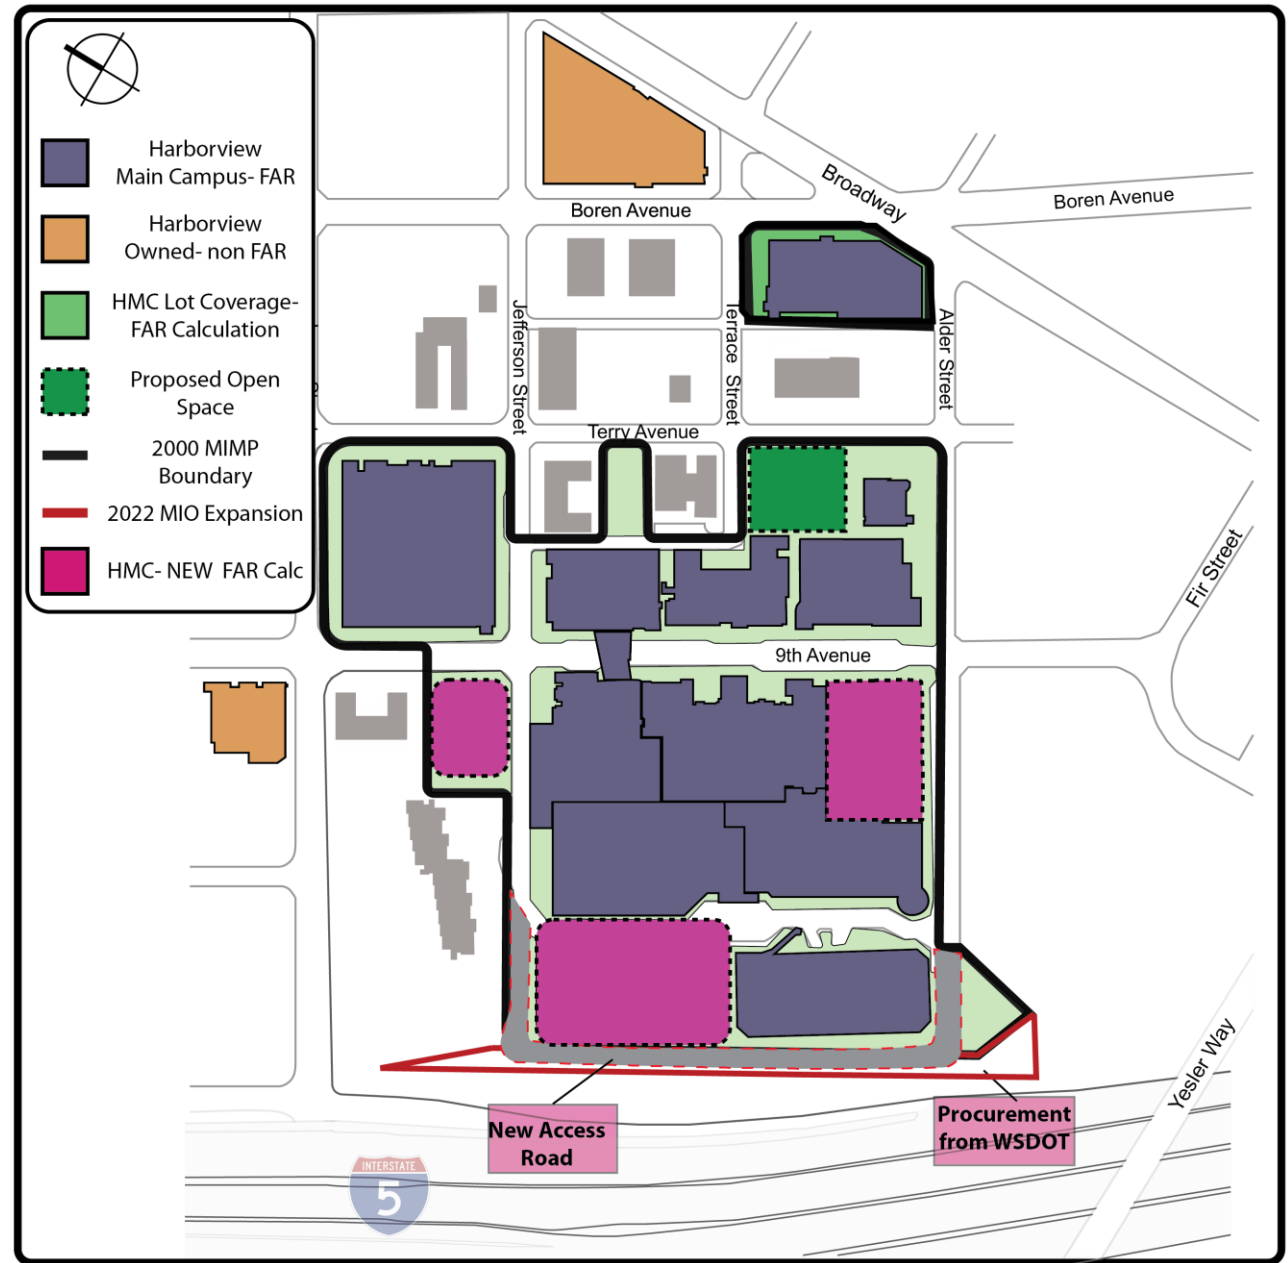 Harborview
Main Campus- FAR
Harborview
Owned- non FAR
HMC Lot Coverage-
FAR Calculation
Proposed Open
Space
2000 MIMP
Boundary
2022 MIO Expansion
HMC- NEW FAR Calc
Broadway
Boren Avenue
Boren Avenue
Jefferson Street
Terrace Street
Alder Street
Terry Avenue
Fir Street
9th Avenue
Yesler Way
New Access
Road
Procurement
from WSDOT
INTERSTATE
5